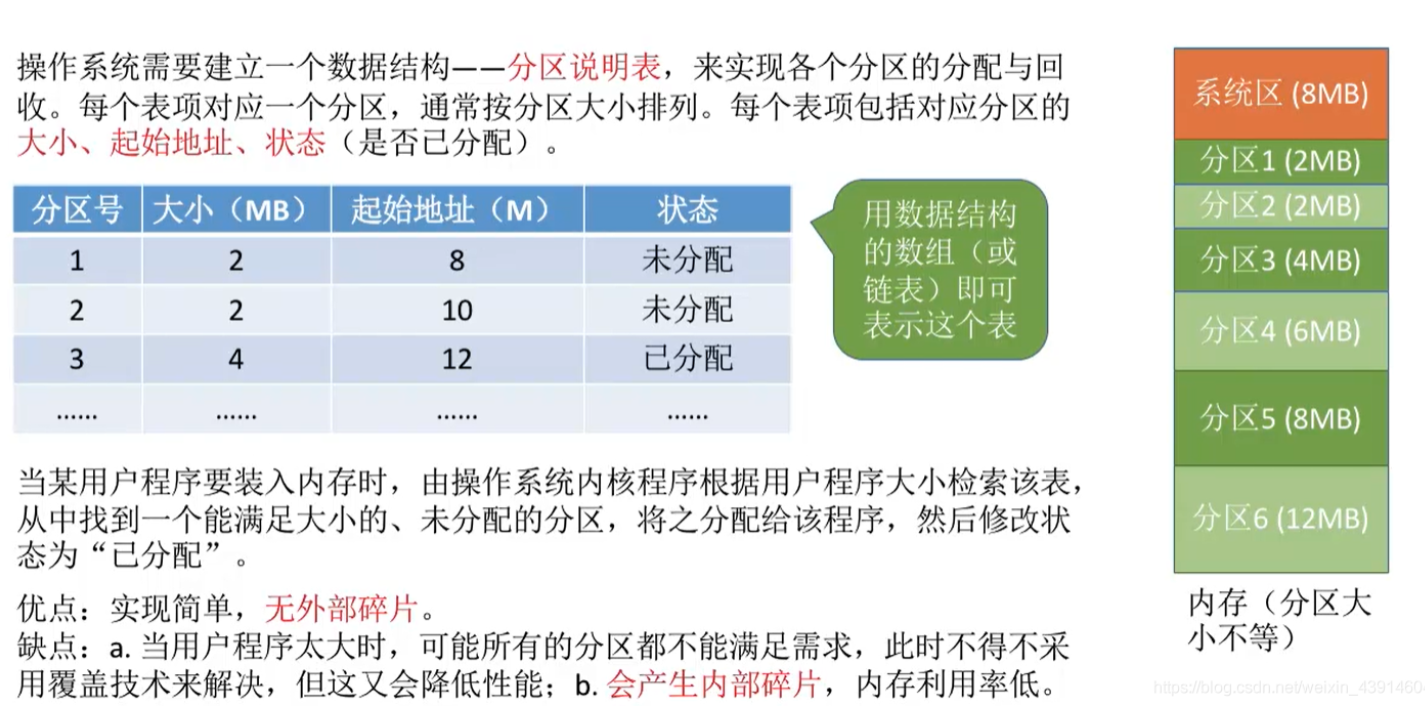 操作系统需要建立一个数据结构——分区说明表，来实现各个分区的分配与回
收。每个表项对应一个分区，通常按分区大小排列。每个表项包括对应分区的
大小、起始地址、状态（是否已分配）。
分区号 大小（MB） 起始地址（M） 状态
1 2 8 未分配
2 2 10 未分配
3 4 12 已分配
...... ...... ...... ......
用数据结构
的数组（或
链表）即可
表示这个表
当某用户程序要装入内存时，由操作系统内核程序根据用户程序大小检索该表，
从中找到一个能满足大小的、未分配的分区，将之分配给该程序，然后修改状
态为“已分配”。
优点：实现简单，无外部碎片。
缺点：a. 当用户程序太大时，可能所有的分区都不能满足需求，此时不得不采
用覆盖技术来解决，但这又会降低性能；b. 会产生内部碎片，内存利用率低。
系统区 (8MB)
分区1 (2MB)
分区2 (2MB)
分区3 (4MB)
分区4 (6MB)
分区5 (8MB)
分区6 (12MB)
内存（分区大
小不等）
https://blog.csdn.net/weixin_4391460